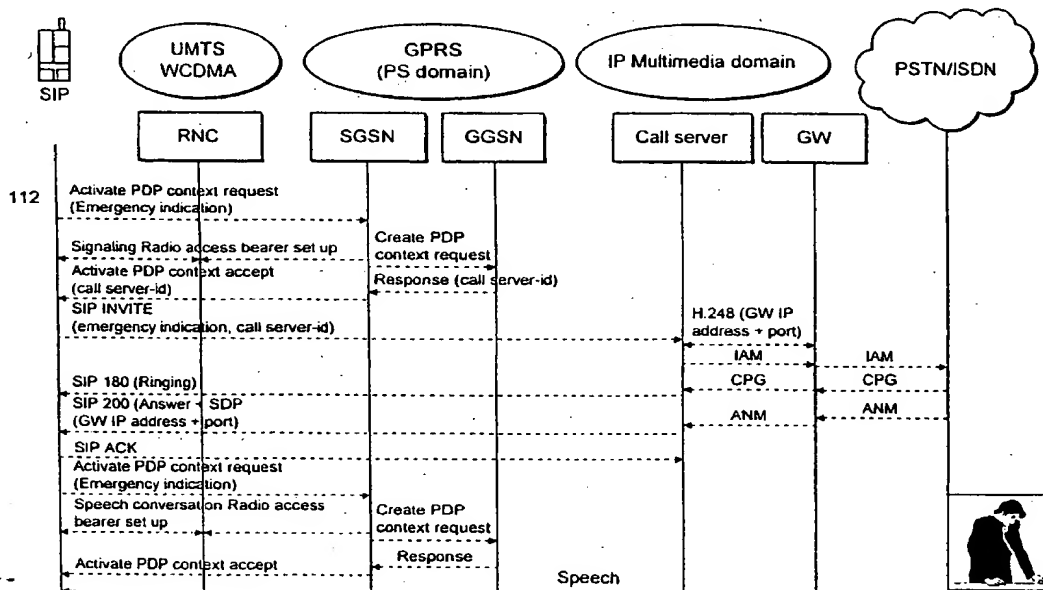 UMTS
WCDMA
GPRS
(PS domain)
IP Multimedia domain
PSTN/ISDN
SIP
RNC
SGSN
GGSN
Call server
GW
112
Activate PDP context request
(Emergency indication)
Signaling Radio access bearer set up
Create PDP
context request
Activate PDP context accept
(call server-id)
Response (call server-id)
SIP INVITE
(emergency indication, call server-id)
H.248 (GW IP
address + port)
IAM
IAM
SIP 180 (Ringing)
CPG
CPG
SIP 200 (Answer + SDP
(GW IP address + port)
ANM
ANM
SIP ACK
Activate PDP context request
(Emergency indication)
Speech conversation Radio access
bearer set up
Create PDP
context request
Response
Activate PDP context accept
Speech